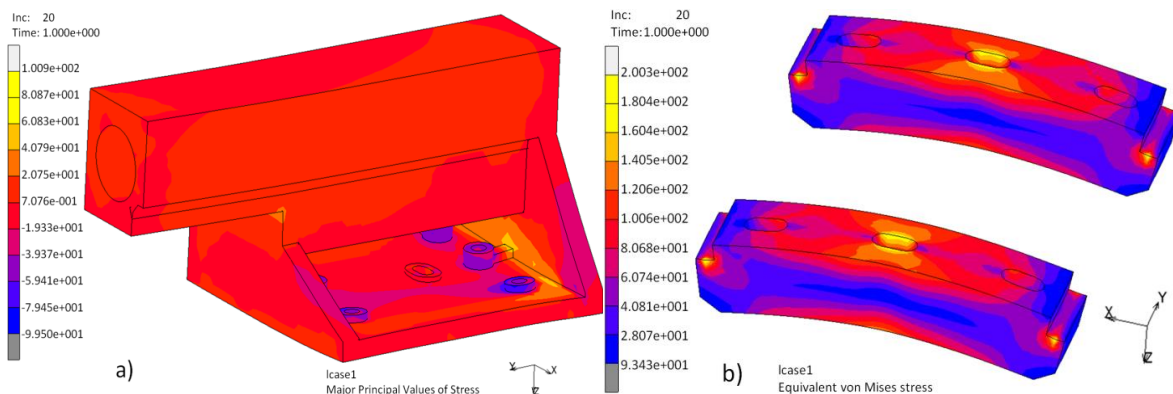 Inc: 20
Time: 1.000e+000
1.009e+002
8.087e+001
6.083e+001
4.079e+001
2.075e+001
7.076e-001
-1.933e+001
-3.937e+001
-5.941e+001
-7.945e+001
-9.950e+001
a)
lcase1
Major Principal Values of Stress
Y
X
Z
Inc: 20
Time: 1.000e+000
2.003e+002
1.804e+002
1.604e+002
1.405e+002
1.206e+002
1.006e+002
8.068e+001
6.074e+001
4.081e+001
2.807e+001
9.343e+001
b)
lcase1
Equivalent von Mises stress
X
Y
Z